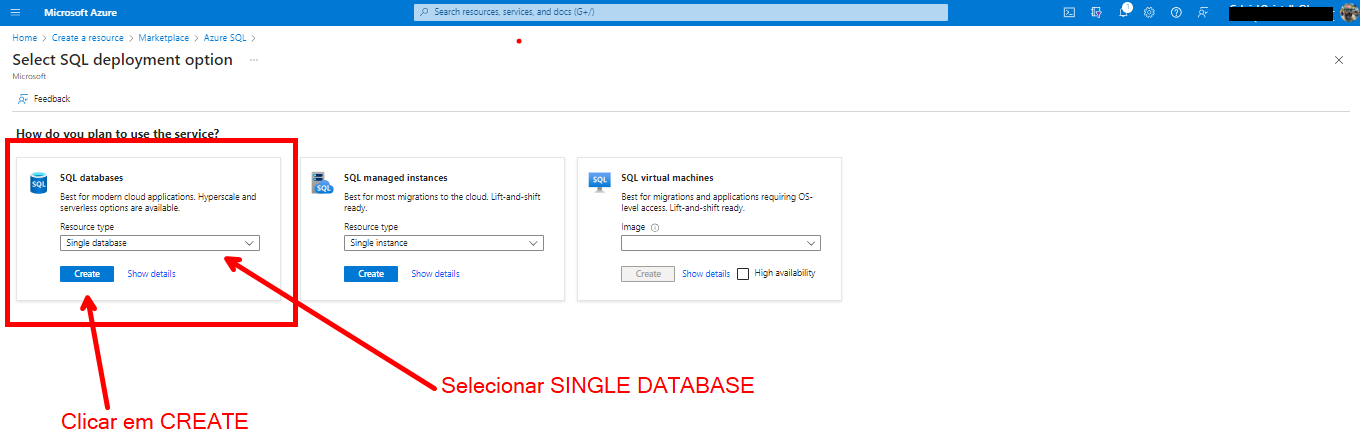 Microsoft Azure
Search resources, services, and docs (G+/)
1
Home > Create a resource > Marketplace > Azure SQL >
Select SQL deployment option ...
Microsoft
Feedback
How do you plan to use the service?
SQL
SQL databases
Best for modern cloud applications. Hyperscale and
serverless options are available.
Resource type
Single database
Create
Show details
SQL
SQL managed instances
Best for most migrations to the cloud. Lift-and-shift
ready.
Resource type
Single instance
Create
Show details
SQL
SQL virtual machines
Best for migrations and applications requiring OS-
level access. Lift-and-shift ready.
Image
Create
Show details
High availability
Selecionar SINGLE DATABASE
Clicar em CREATE